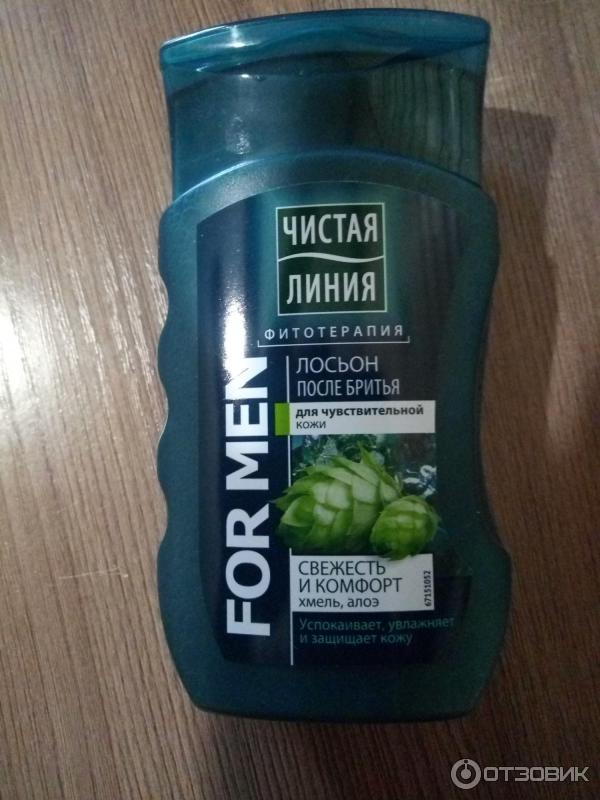 ЧИСТАЯ
ЛИНИЯ
ФИТОТЕРАПИЯ
FOR MEN
ЛОСЬОН
ПОСЛЕ БРИТЬЯ
для чувствительной
кожи
СВЕЖЕСТЬ
И КОМФОРТ
хмель, алоэ
67151052
Успокаивает, увлажняет
и защищает кожу
ОТЗОВИК